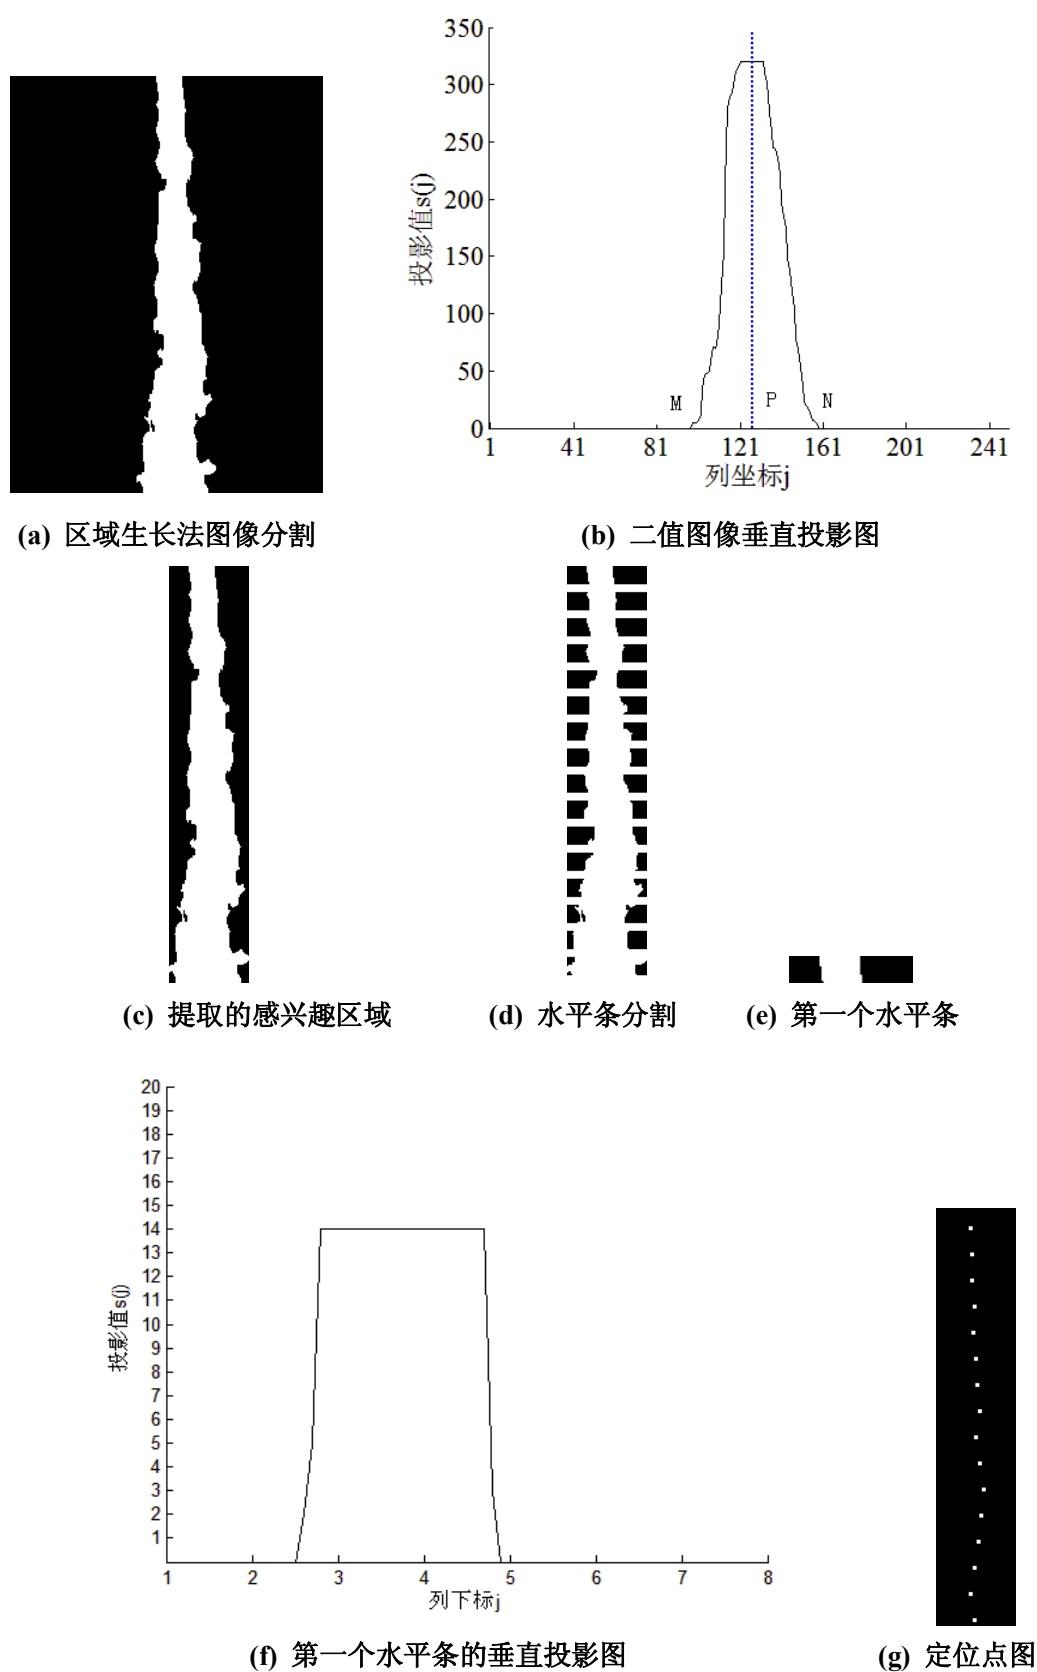 350
300
250
200
150
100
50
0
投影值s(j)
M
P
N
1 41 81 121 161 201 241
列坐标j
(a) 区域生长法图像分割
(b) 二值图像垂直投影图
(c) 提取的感兴趣区域
(d) 水平条分割
(e) 第一个水平条
20
19
18
17
16
15
14
13
12
11
10
9
8
7
6
5
4
3
2
1
投影值s(j)
1 2 3 4 5 6 7 8
列下标j
(f) 第一个水平条的垂直投影图
(g) 定位点图